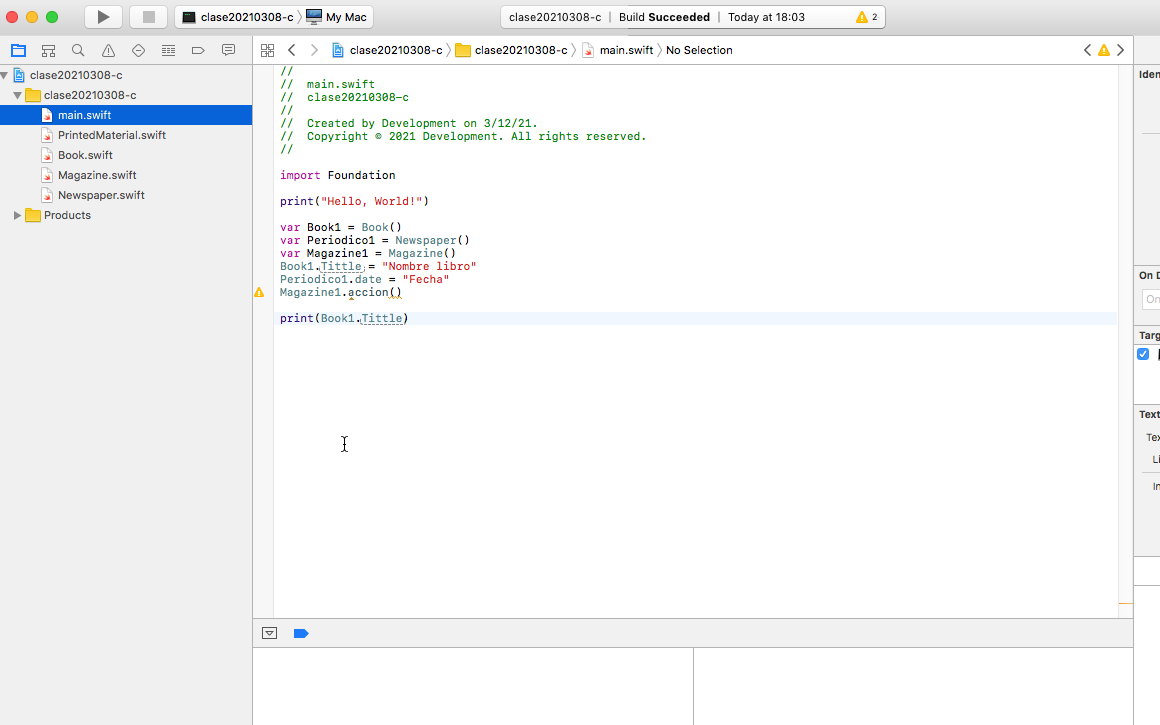 clase20210308-c 〉 My Mac
clase20210308-c | Build Succeeded | Today at 18:03
2
clase20210308-c 〉 clase20210308-c 〉 main.swift 〉 No Selection
clase20210308-c
clase20210308-c
main.swift
PrintedMaterial.swift
Book.swift
Magazine.swift
Newspaper.swift
Products
//
//  main.swift
//  clase20210308-c
//
//  Created by Development on 3/12/21.
//  Copyright © 2021 Development. All rights reserved.
//
import Foundation
print("Hello, World!")
var Book1 = Book()
var Periodico1 = Newspaper()
var Magazine1 = Magazine()
Book1.Tittle = "Nombre libro"
Periodico1.date = "Fecha"
Magazine1.accion()
print(Book1.Tittle)
Iden
On D
On
Targ
Text
Tex
Li
In